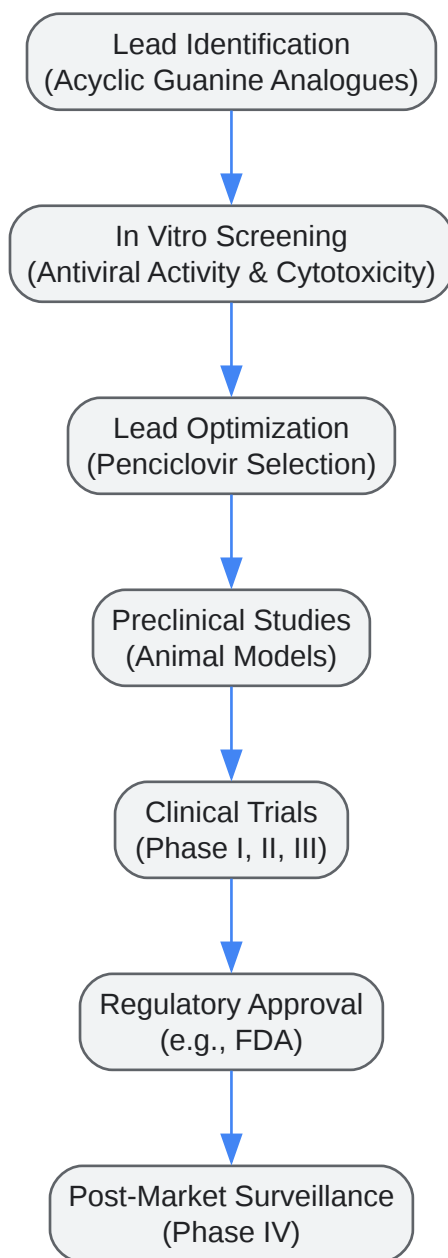 Lead Identification
(Acyclic Guanine Analogues)
In Vitro Screening
(Antiviral Activity & Cytotoxicity)
Lead Optimization
(Penciclovir Selection)
Preclinical Studies
(Animal Models)
Clinical Trials
(Phase I, II, III)
Regulatory Approval
(e.g., FDA)
Post-Market Surveillance
(Phase IV)